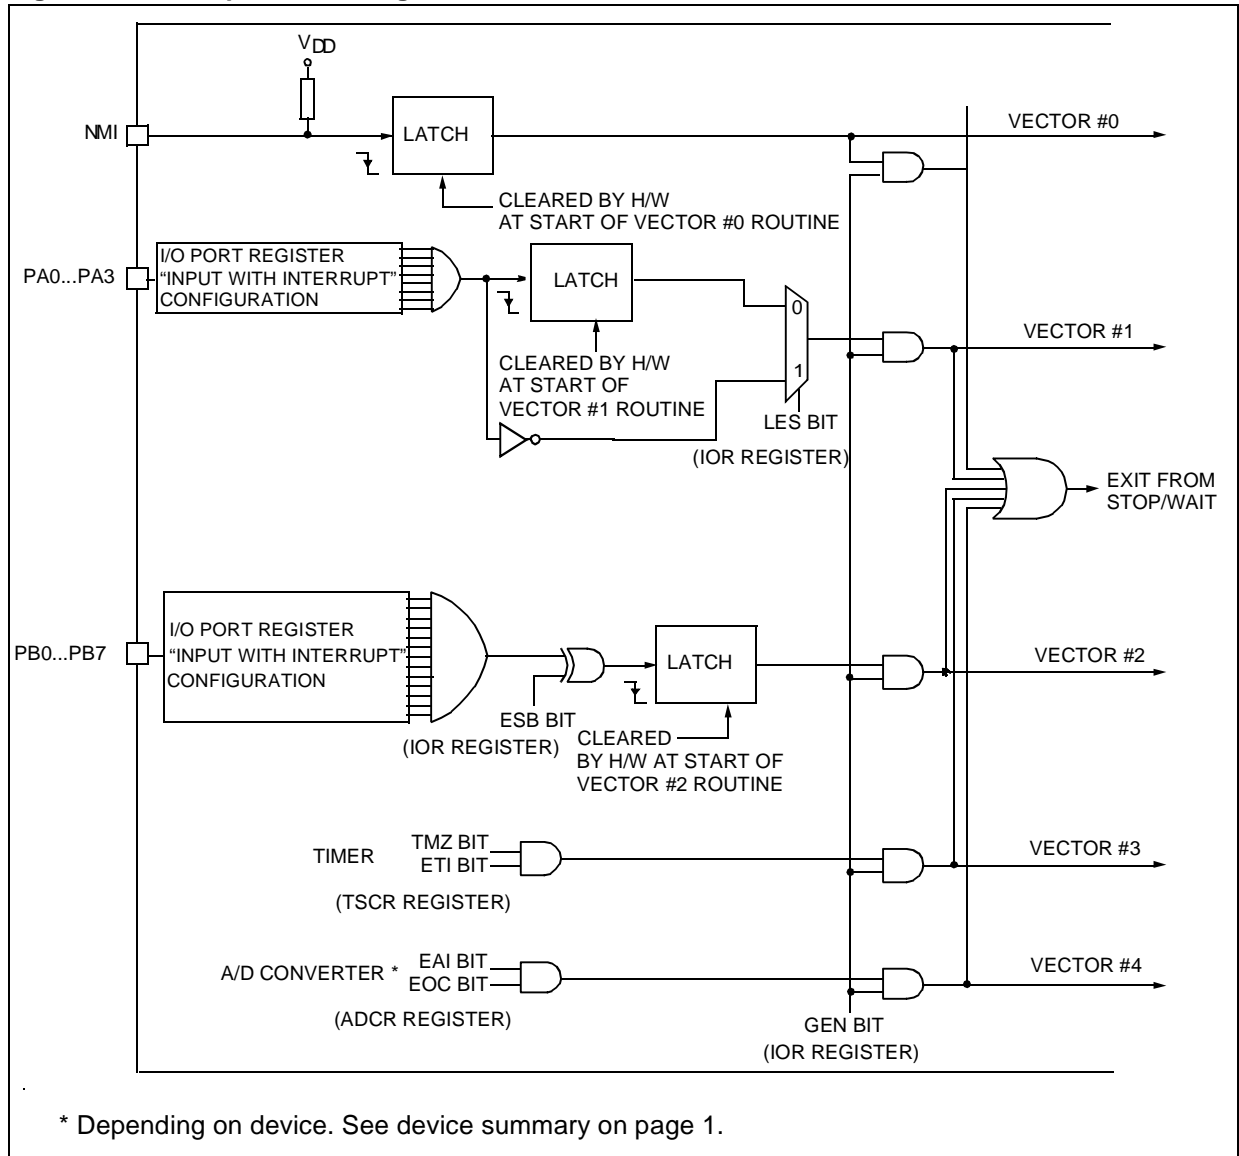 VDD
NMI
LATCH
VECTOR #0
CLEARED BY H/W
AT START OF VECTOR #0 ROUTINE
PA0...PA3
I/O PORT REGISTER
“INPUT WITH INTERRUPT”
CONFIGURATION
LATCH
0
1
VECTOR #1
CLEARED BY H/W
AT START OF
VECTOR #1 ROUTINE
LES BIT
(IOR REGISTER)
EXIT FROM
STOP/WAIT
PB0...PB7
I/O PORT REGISTER
“INPUT WITH INTERRUPT”
CONFIGURATION
LATCH
VECTOR #2
ESB BIT
(IOR REGISTER)
CLEARED
BY H/W AT START OF
VECTOR #2 ROUTINE
TIMER
TMZ BIT
ETI BIT
(TSCR REGISTER)
VECTOR #3
A/D CONVERTER *
EAI BIT
EOC BIT
(ADCR REGISTER)
VECTOR #4
GEN BIT
(IOR REGISTER)
* Depending on device. See device summary on page 1.